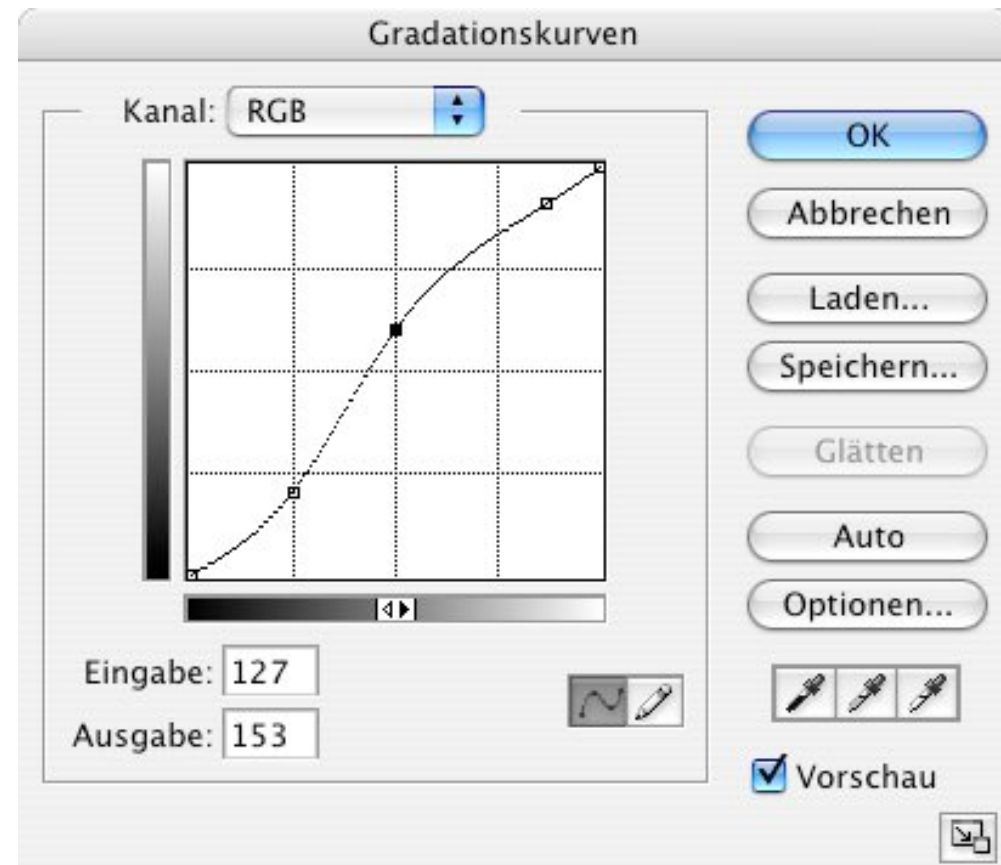 Gradationskurven
Kanal: RGB
OK
Abbrechen
Laden...
Speichern...
Glätten
Auto
Optionen...
Eingabe: 127
Ausgabe: 153
Vorschau